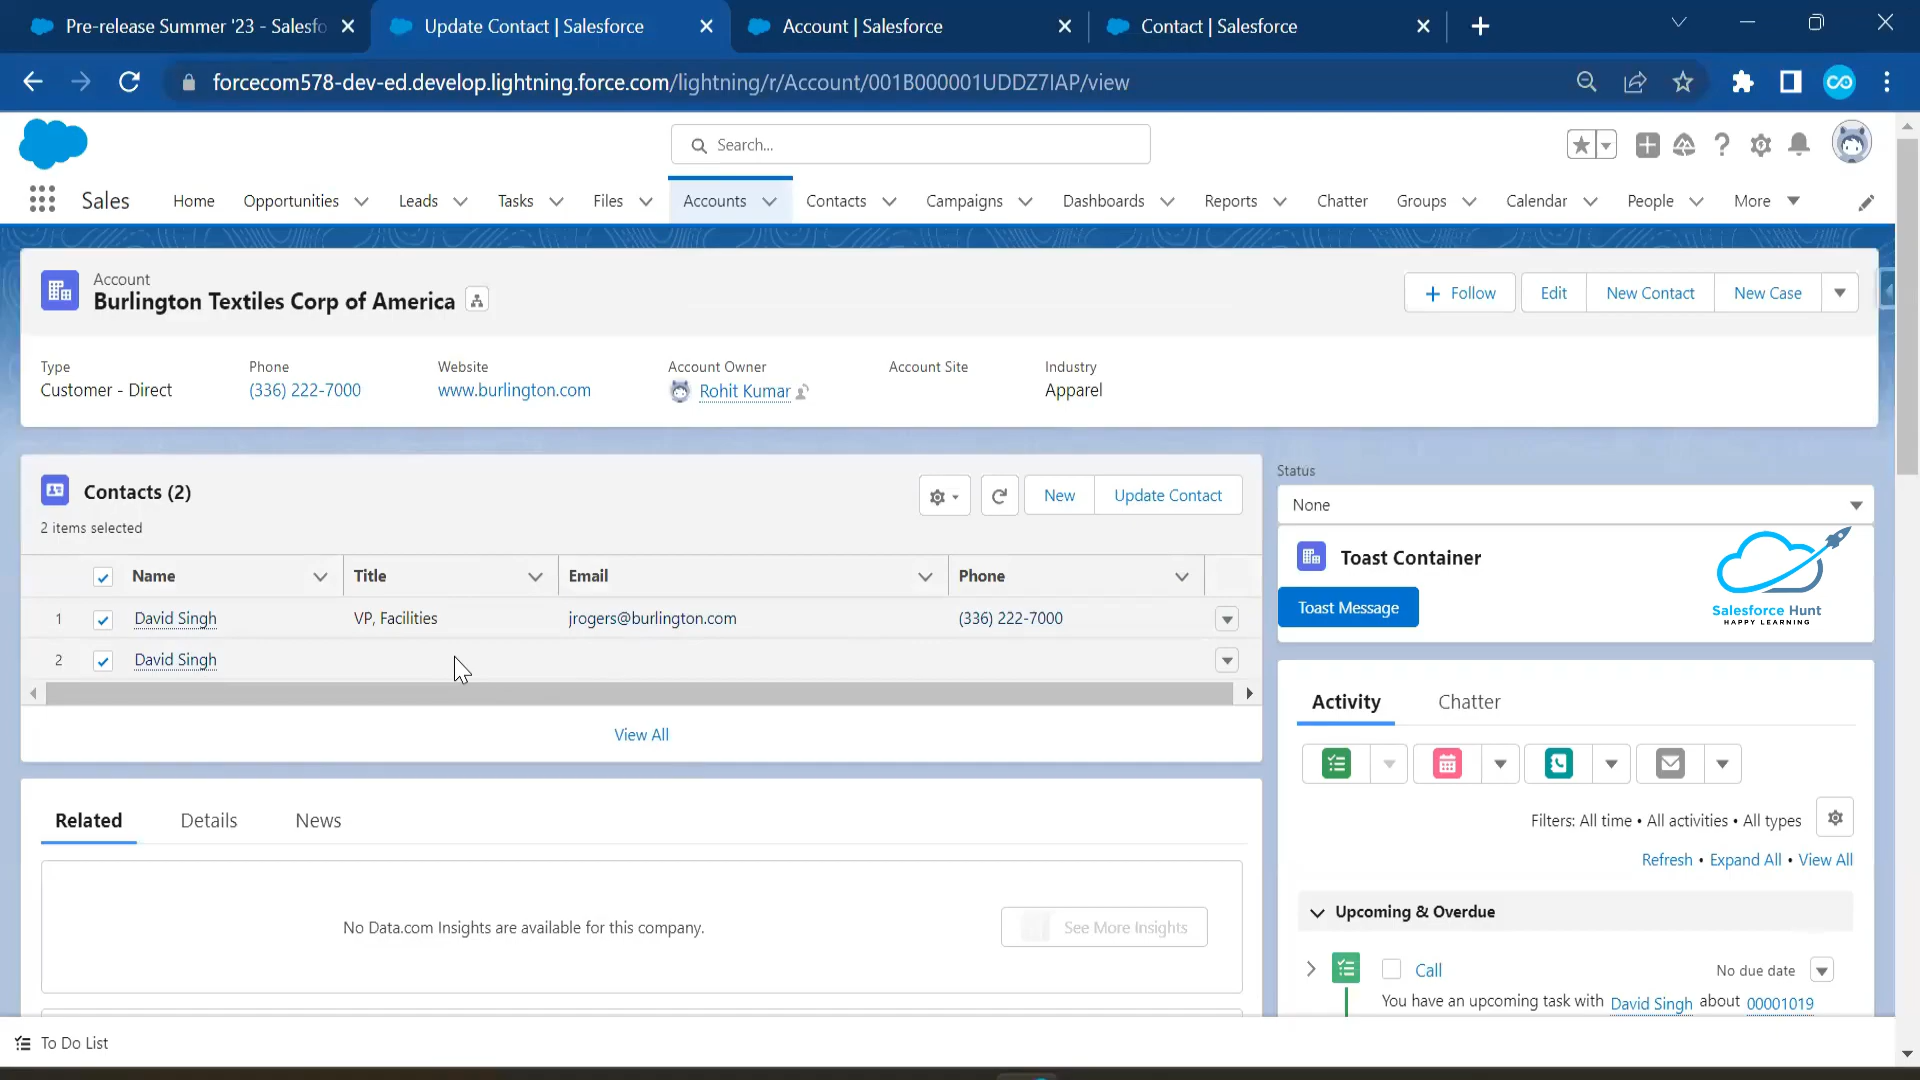 Pre-release Summer '23 - Salesfo
Update Contact | Salesforce
Account | Salesforce
Contact | Salesforce
forcecom578-dev-ed.develop.lightning.force.com/lightning/r/Account/001B000001UDDZ7IAP/view
Search...
Sales
Home
Opportunities
Leads
Tasks
Files
Accounts
Contacts
Campaigns
Dashboards
Reports
Chatter
Groups
Calendar
People
More
Account
Burlington Textiles Corp of America
Follow
Edit
New Contact
New Case
Type
Phone
Website
Account Owner
Account Site
Industry
Customer - Direct
(336) 222-7000
www.burlington.com
Rohit Kumar
Apparel
Contacts (2)
2 items selected
New
Update Contact
Name
Title
Email
Phone
1 David Singh VP, Facilities jrogers@burlington.com (336) 222-7000
2 David Singh
View All
Related
Details
News
No Data.com Insights are available for this company.
See More Insights
Status
None
Toast Container
Toast Message
Salesforce Hunt
HAPPY LEARNING
Activity
Chatter
Filters: All time • All activities • All types
Refresh • Expand All • View All
Upcoming & Overdue
Call
No due date
You have an upcoming task with David Singh about 00001019
To Do List